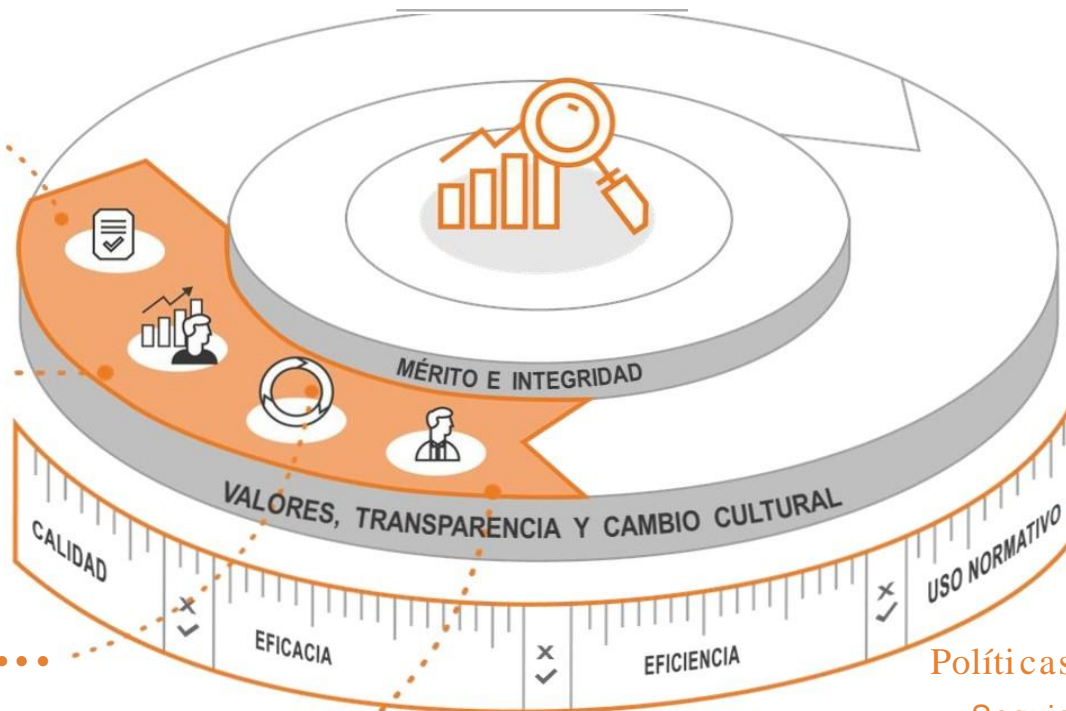 MÉRITO E INTEGRIDAD
VALORES, TRANSPARENCIA Y CAMBIO CULTURAL
CALIDAD
EFICACIA
EFICIENCIA
USO NORMATIVO
Políticas